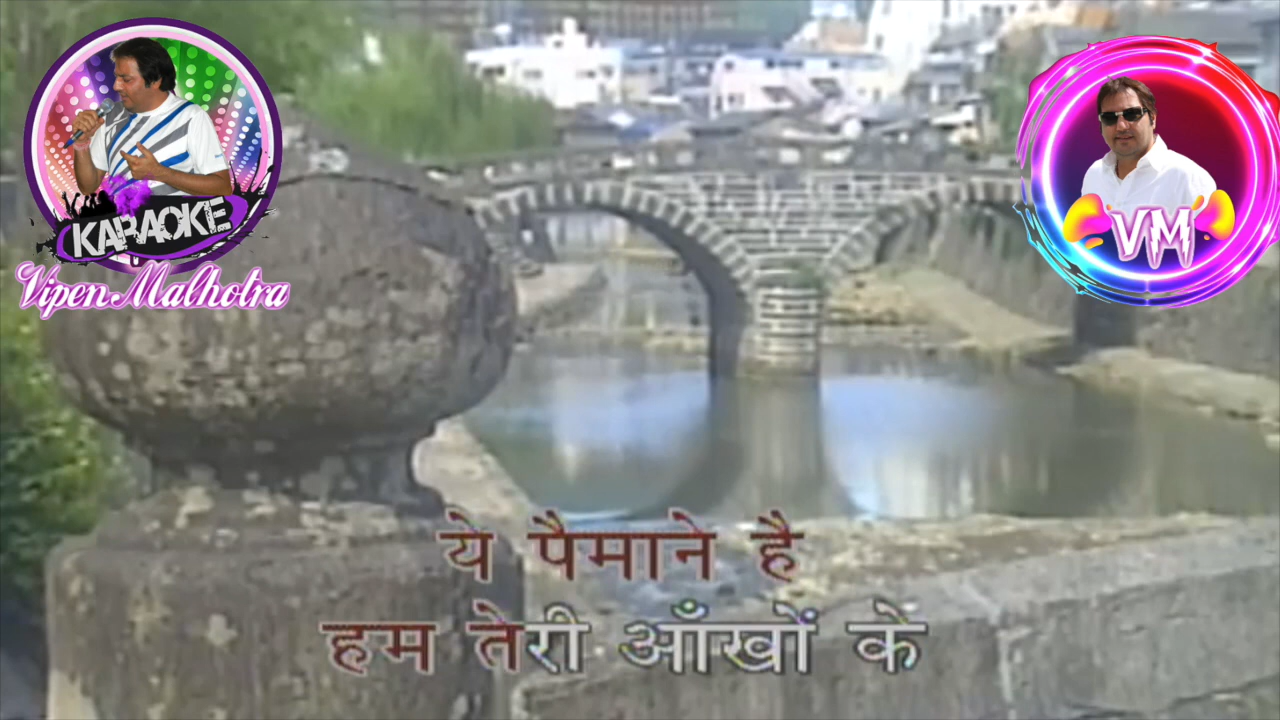 KARAOKE
Vipen Malhotra
VM
ये पैमाने है
हम तेरी आँखों के